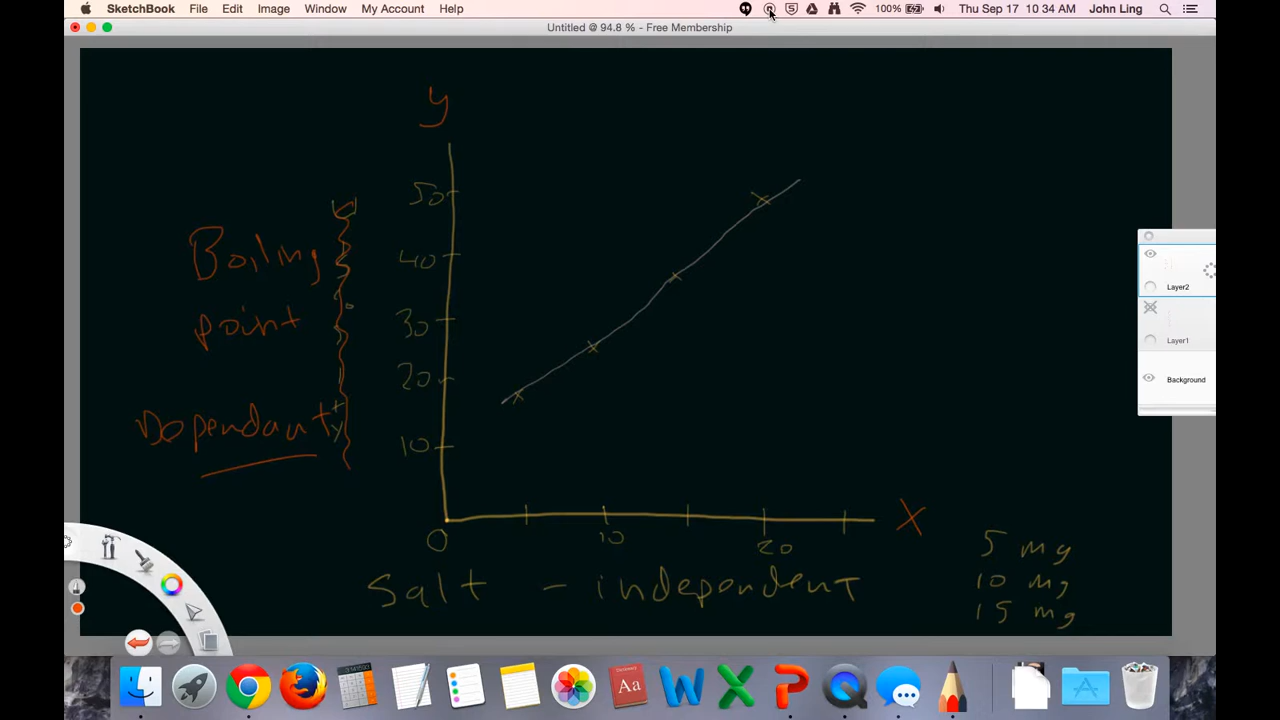 SketchBook File Edit Image Window My Account Help 100% Thu Sep 17 10:34 AM John Ling
Untitled @ 94.8 % - Free Membership
y
50
40
30
20
10
Boiling
point
Dependant
0
10
20
X
Salt - independent
5 mg
10 mg
15 mg
Layer2
Layer1
Background